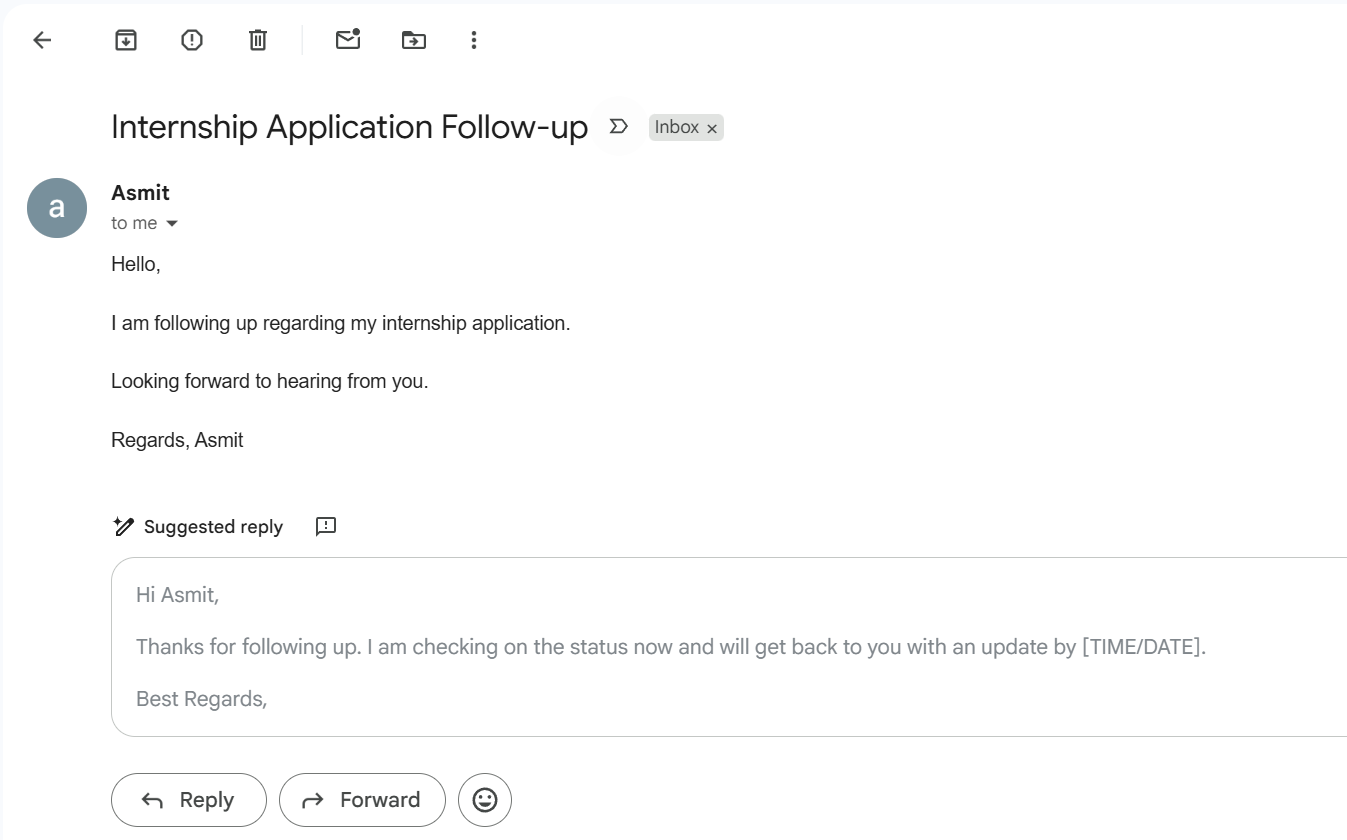 Internship Application Follow-up
Inbox ×
a
Asmit
to me
Hello,
I am following up regarding my internship application.
Looking forward to hearing from you.
Regards, Asmit
Suggested reply
Hi Asmit,
Thanks for following up. I am checking on the status now and will get back to you with an update by [TIME/DATE].
Best Regards,
Reply
Forward